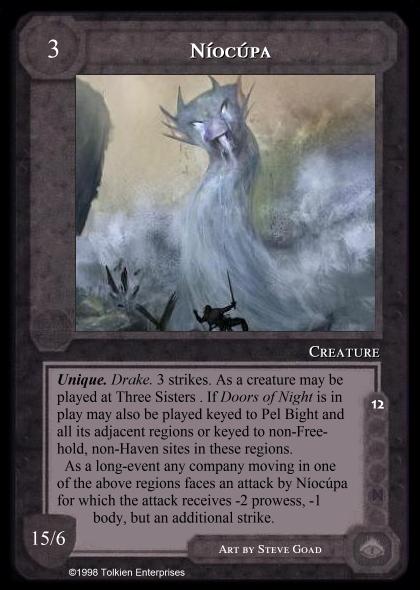 3
Níocúpa
Creature
Unique. Drake. 3 strikes. As a creature may be
played at Three Sisters . If Doors of Night is in
play may also be played keyed to Pel Bight and
all its adjacent regions or keyed to non-Free-
hold, non-Haven sites in these regions.
As a long-event any company moving in one
of the above regions faces an attack by Níocúpa
for which the attack receives -2 prowess, -1
body, but an additional strike.
12
15/6
Art by Steve Goad
©1998 Tolkien Enterprises